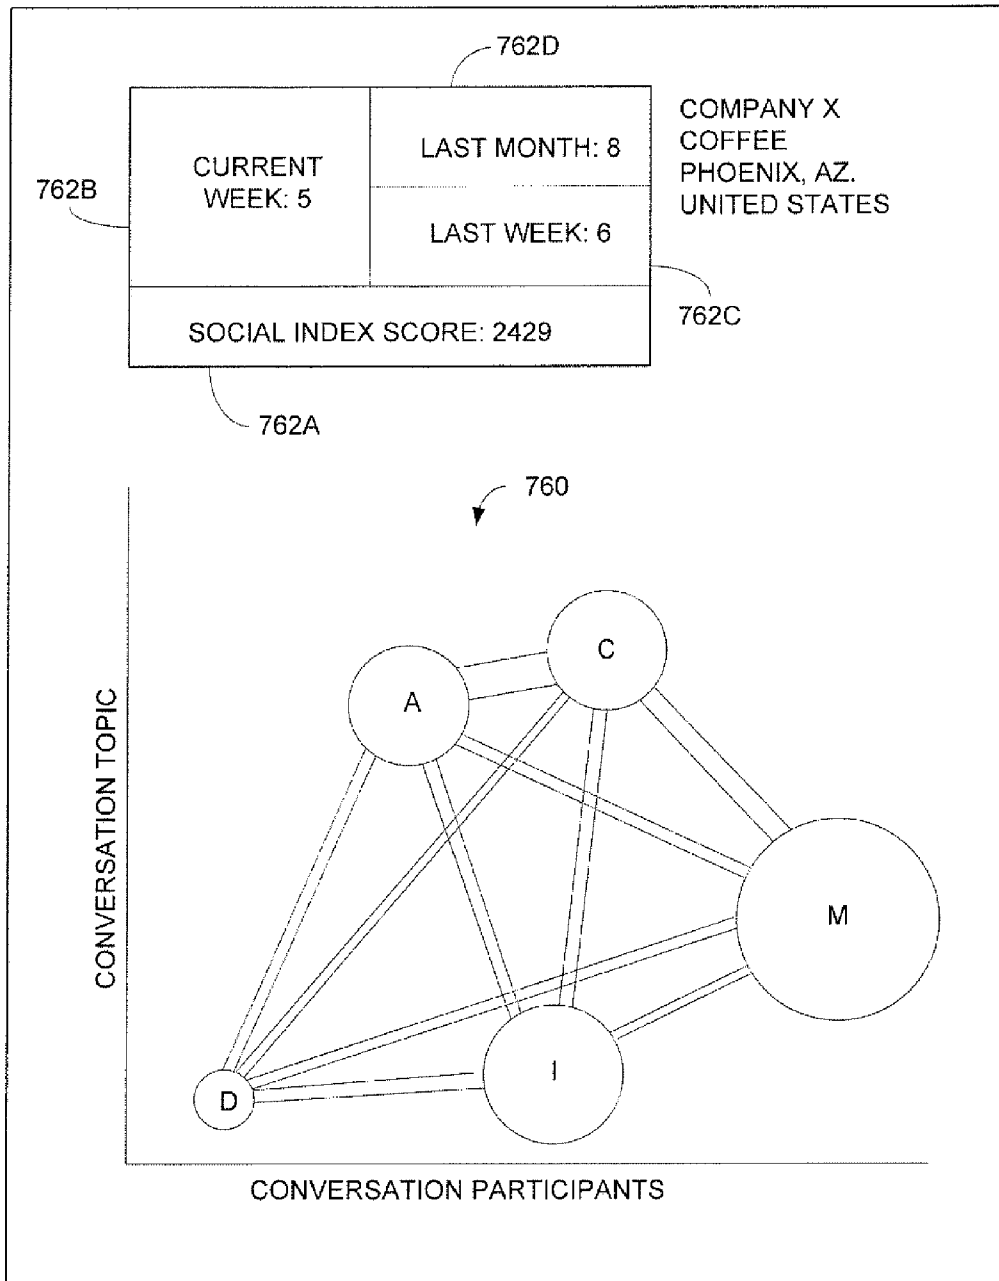 762D
COMPANY X
COFFEE
PHOENIX, AZ.
UNITED STATES
CURRENT
WEEK: 5
LAST MONTH: 8
LAST WEEK: 6
762B
762C
SOCIAL INDEX SCORE: 2429
762A
760
CONVERSATION TOPIC
C
A
M
I
D
CONVERSATION PARTICIPANTS